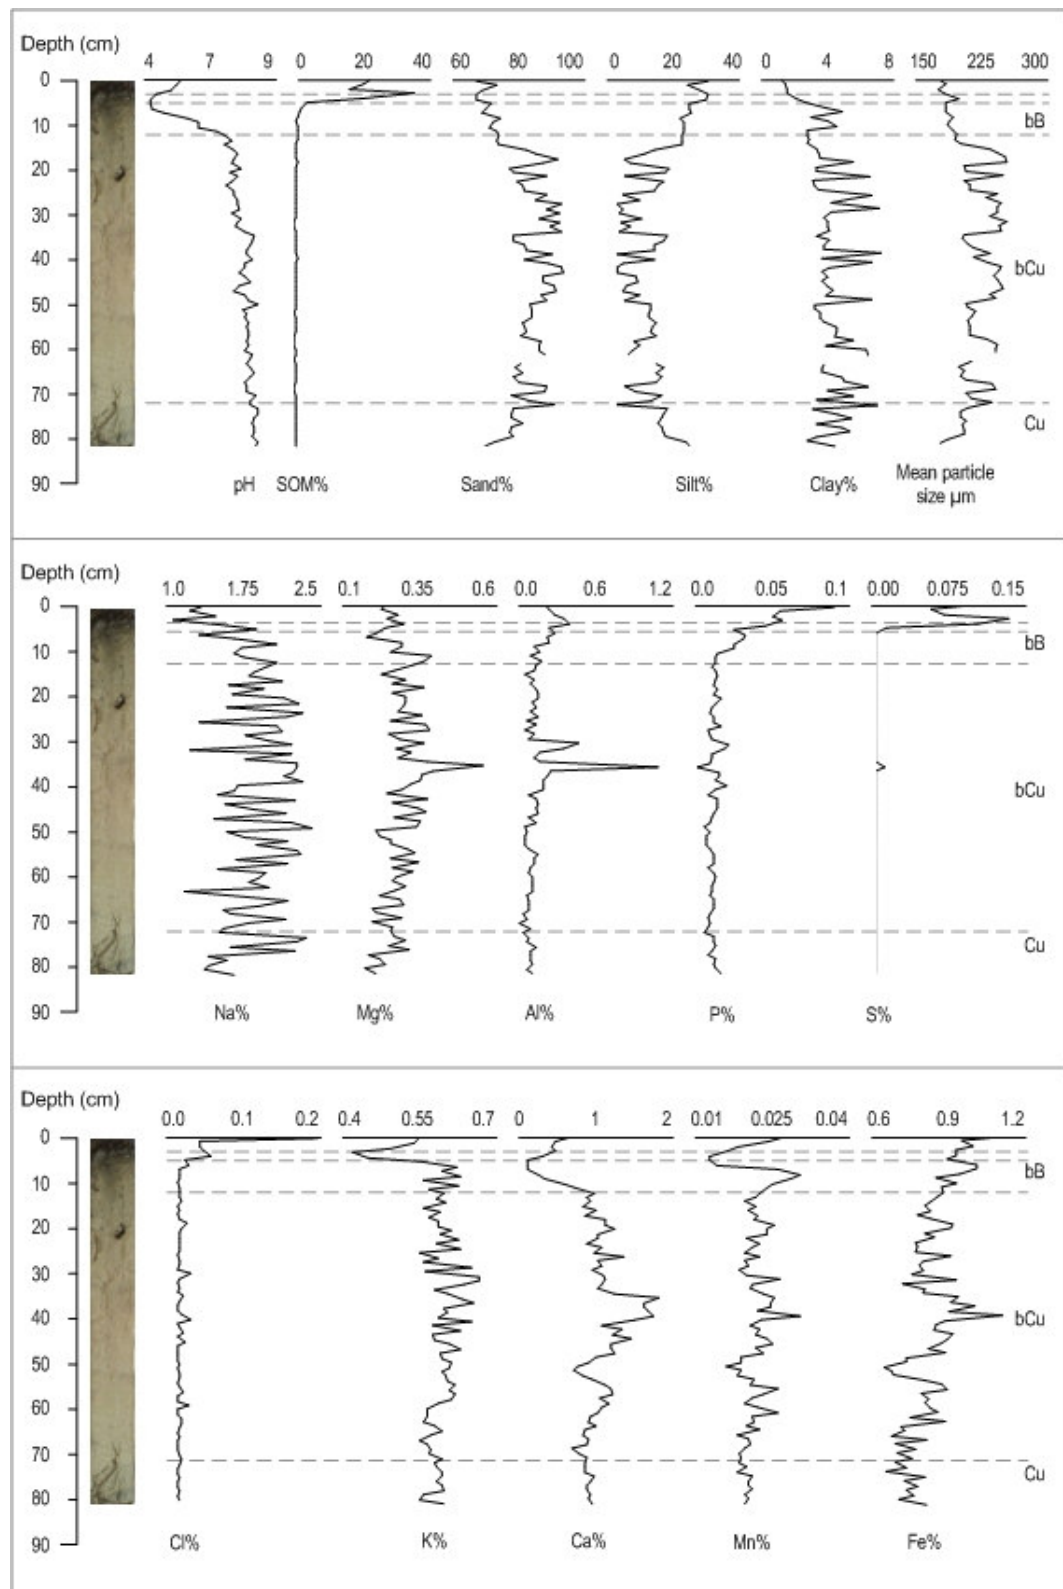 Depth (cm)
4 7 9 0 20 40 60 80 100 0 20 40 0 4 8 150 225 300
0
10 bB
20
30
40 bCu
50
60
70
80 Cu
90
pH SOM% Sand% Silt% Clay% Mean particle
size µm
Depth (cm)
1.0 1.75 2.5 0.1 0.35 0.6 0.0 0.6 1.2 0.0 0.05 0.1 0.00 0.075 0.15
0
10 bB
20
30
40 bCu
50
60
70
80 Cu
90
Na% Mg% Al% P% S%
Depth (cm)
0.0 0.1 0.2 0.4 0.55 0.7 0 1 2 0.01 0.025 0.04 0.6 0.9 1.2
0
10 bB
20
30
40 bCu
50
60
70
80 Cu
90
Cl% K% Ca% Mn% Fe%